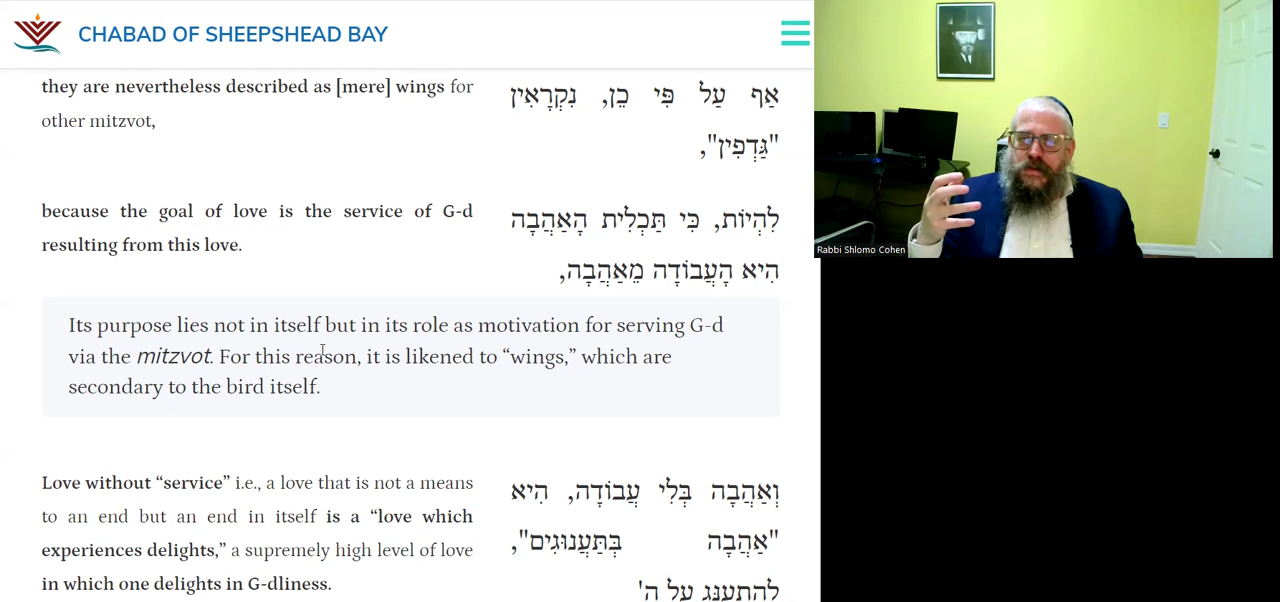 CHABAD OF SHEEPSHEAD BAY
they are nevertheless described as [mere] wings for
other mitzvot,
אַף עַל פִּי כֵן, נִקְרָאִין
"גַּדְפִין",
because the goal of love is the service of G-d
resulting from this love.
לִהְיוֹת, כִּי תַּכְלִית הָאַהֲבָה
הִיא הָעֲבוֹדָה מֵאַהֲבָה,
Its purpose lies not in itself but in its role as motivation for serving G-d
via the mitzvot. For this reason, it is likened to “wings,” which are
secondary to the bird itself.
Love without “service” i.e., a love that is not a means
to an end but an end in itself is a “love which
experiences delights,” a supremely high level of love
in which one delights in G-dliness.
וְאַהֲבָה בְּלִי עֲבוֹדָה, הִיא
"אַהֲבָה בְּתַּעֲנוּגִים",
לְהִתְעַנֵּג עַל ה'
Rabbi Shlomo Cohen